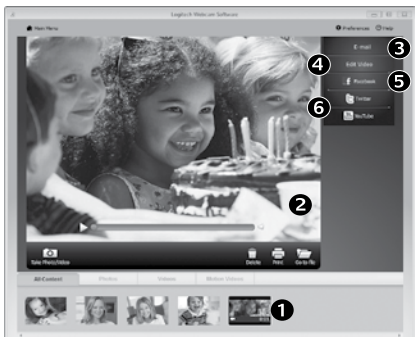 Logitech Webcam Software
Main Menu
Preferences
Help
E-mail
3
4
Edit Video
Facebook
5
6
Twitter
YouTube
2
Take Photo/Video
Delete
Print
Go to File
All Content
Photos
Videos
Motion Videos
1